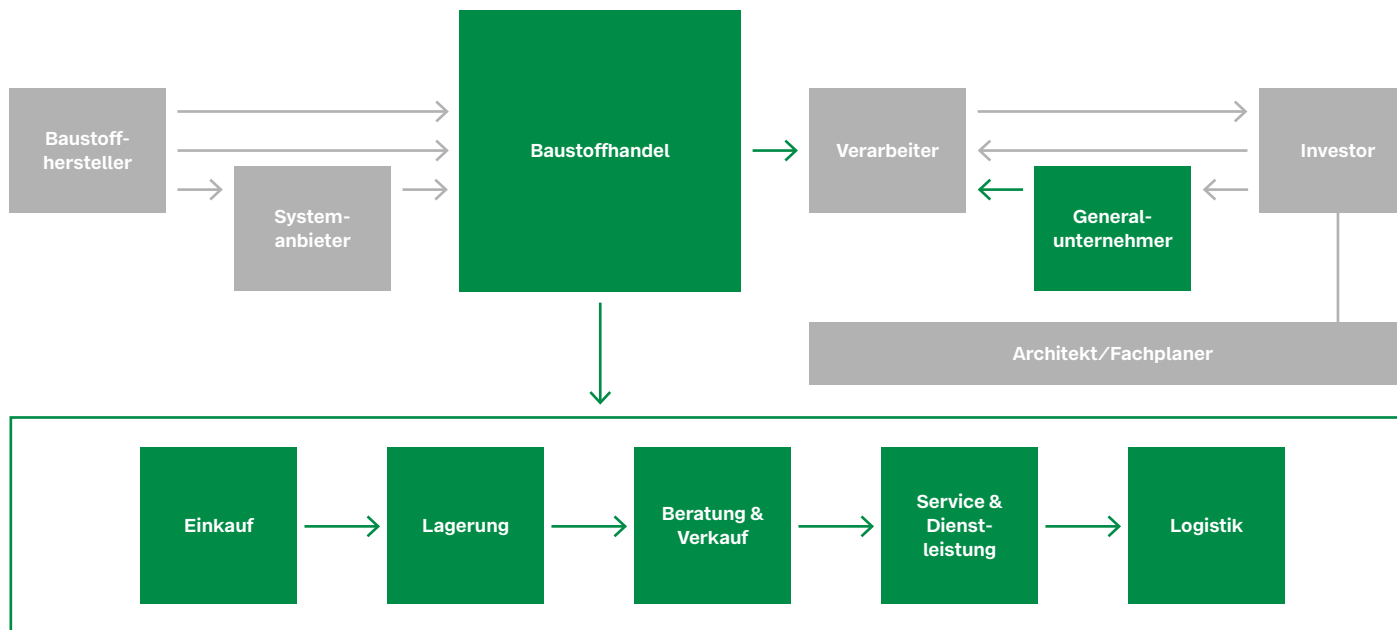 Baustoff-
hersteller
System-
anbieter
Baustoffhandel
Verarbeiter
General-
unternehmer
Investor
Architekt/Fachplaner
Einkauf
Lagerung
Beratung &
Verkauf
Service &
Dienst-
leistung
Logistik